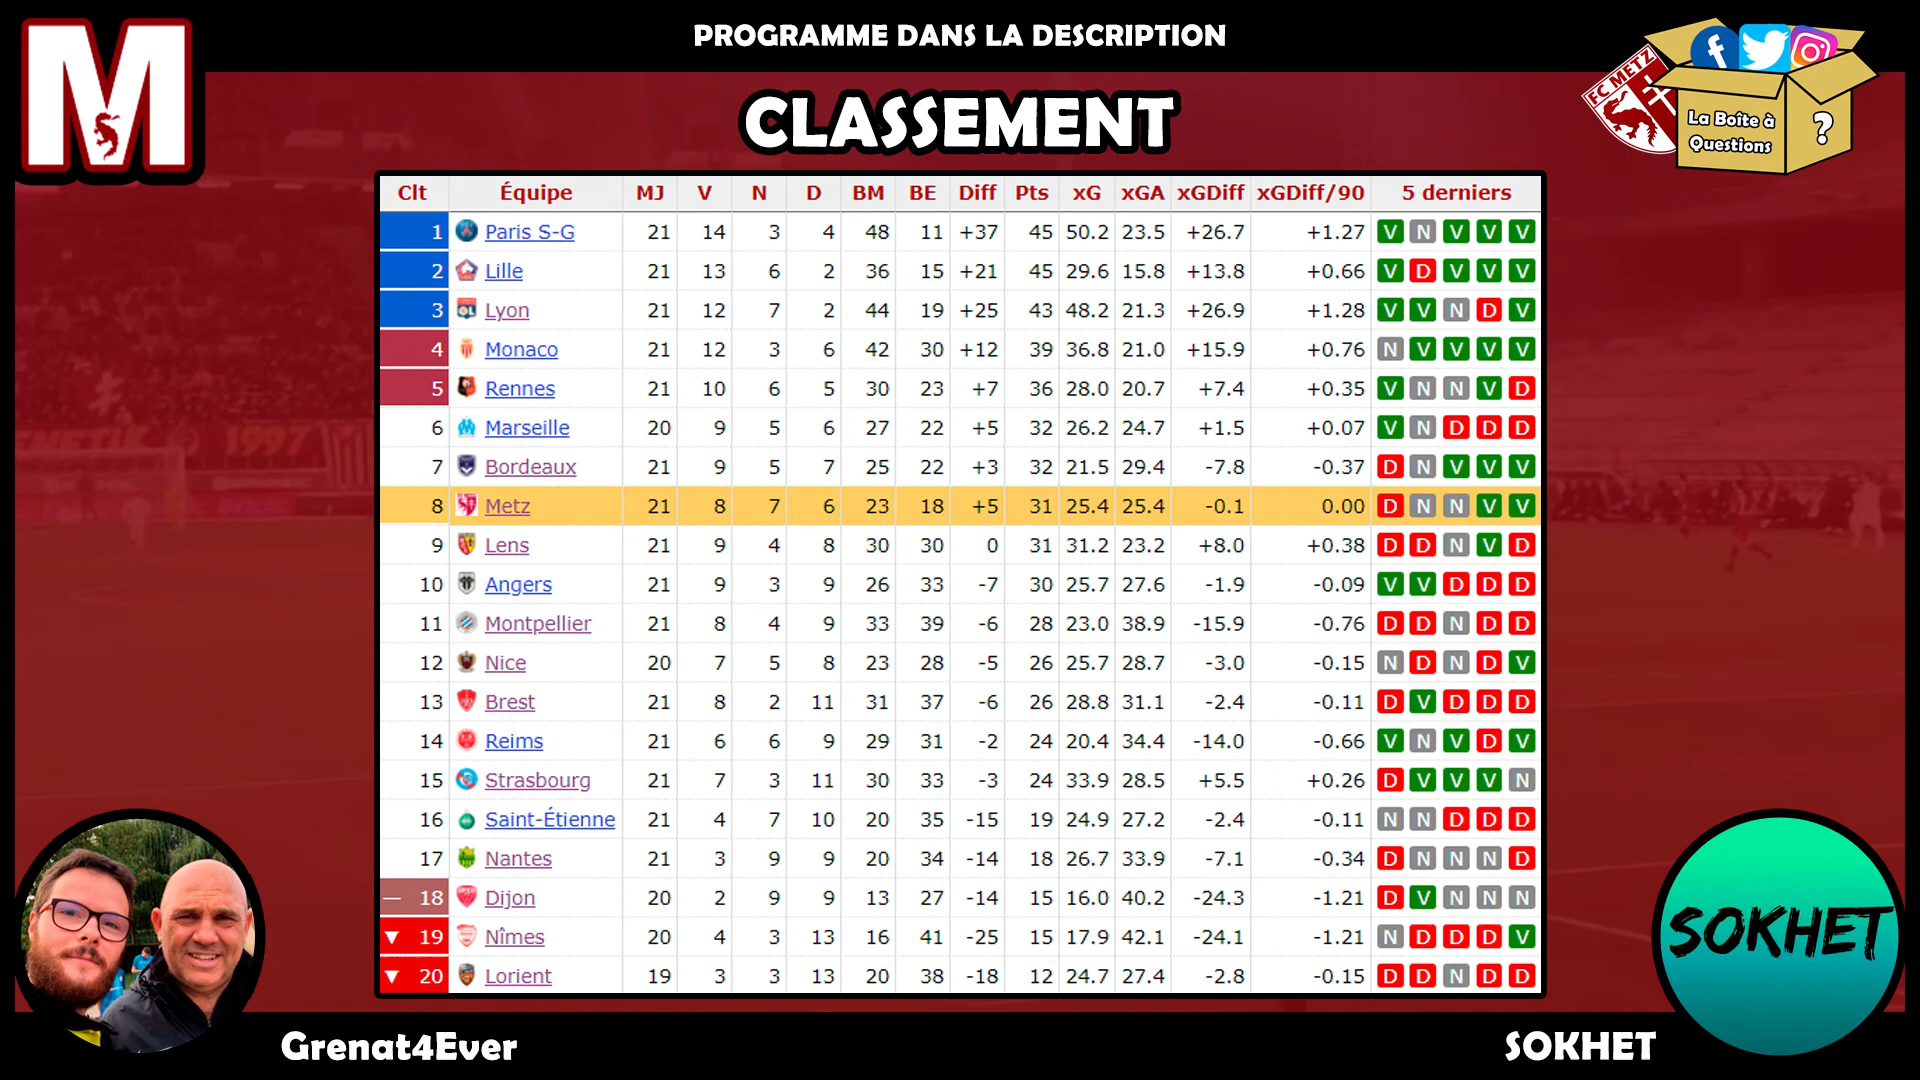 PROGRAMME DANS LA DESCRIPTION
M
FC METZ
La Boîte à
Questions
?
CLASSEMENT
Clt Équipe MJ V N D BM BE Diff Pts xG xGA xGDiff xGDiff/90 5 derniers
1 Paris S-G 21 14 3 4 48 11 +37 45 50.2 23.5 +26.7 +1.27 V N V V V
2 Lille 21 13 6 2 36 15 +21 45 29.6 15.8 +13.8 +0.66 V D V V V
3 Lyon 21 12 7 2 44 19 +25 43 48.2 21.3 +26.9 +1.28 V V N D V
4 Monaco 21 12 3 6 42 30 +12 39 36.8 21.0 +15.9 +0.76 N V V V V
5 Rennes 21 10 6 5 30 23 +7 36 28.0 20.7 +7.4 +0.35 V N N V D
6 Marseille 20 9 5 6 27 22 +5 32 26.2 24.7 +1.5 +0.07 V N D D D
7 Bordeaux 21 9 5 7 25 22 +3 32 21.5 29.4 -7.8 -0.37 D N V V V
8 Metz 21 8 7 6 23 18 +5 31 25.4 25.4 -0.1 0.00 D N N V V
9 Lens 21 9 4 8 30 30 0 31 31.2 23.2 +8.0 +0.38 D D N V D
10 Angers 21 9 3 9 26 33 -7 30 25.7 27.6 -1.9 -0.09 V V D D D
11 Montpellier 21 8 4 9 33 39 -6 28 23.0 38.9 -15.9 -0.76 D D N D D
12 Nice 20 7 5 8 23 28 -5 26 25.7 28.7 -3.0 -0.15 N D N D V
13 Brest 21 8 2 11 31 37 -6 26 28.8 31.1 -2.4 -0.11 D V D D D
14 Reims 21 6 6 9 29 31 -2 24 20.4 34.4 -14.0 -0.66 V N V D V
15 Strasbourg 21 7 3 11 30 33 -3 24 33.9 28.5 +5.5 +0.26 D V V V N
16 Saint-Étienne 21 4 7 10 20 35 -15 19 24.9 27.2 -2.4 -0.11 N N D D D
17 Nantes 21 3 9 9 20 34 -14 18 26.7 33.9 -7.1 -0.34 D N N N D
— 18 Dijon 20 2 9 9 13 27 -14 15 16.0 40.2 -24.3 -1.21 D V N N N
▼ 19 Nîmes 20 4 3 13 16 41 -25 15 17.9 42.1 -24.1 -1.21 N D D D V
▼ 20 Lorient 19 3 3 13 20 38 -18 12 24.7 27.4 -2.8 -0.15 D D N D D
1997
SOKHET
Grenat4Ever
SOKHET